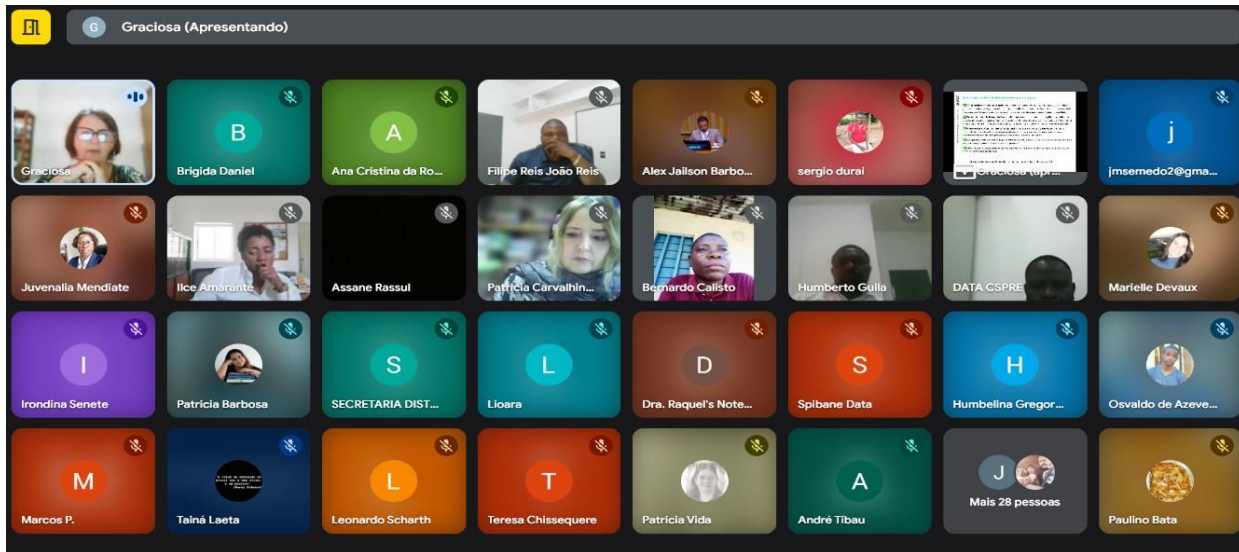 G Graciosa (Apresentando)
Graciosa
B
Brigida Daniel
A
Ana Cristina da Ro...
Filipe Reis João Reis
Alex Jailson Barbo...
sergio durai
Graciosa (apr...
j
jmsemedo2@gma...
Juvenalia Mendiate
Ilce Amarante
Assane Rassul
Patricia Carvalhin...
Bernardo Calisto
Humberto Guila
DATA CSPRE
Marielle Devaux
I
Irondina Senete
Patricia Barbosa
S
SECRETARIA DIST...
L
Lioara
D
Dra. Raquel's Note...
S
Spibane Data
H
Humbelina Gregor...
Osvaldo de Azeve...
M
Marcos P.
Tainá Laeta
L
Leonardo Scharth
T
Teresa Chissequere
Patricia Vida
A
André Tibau
J
Mais 28 pessoas
Paulino Bata